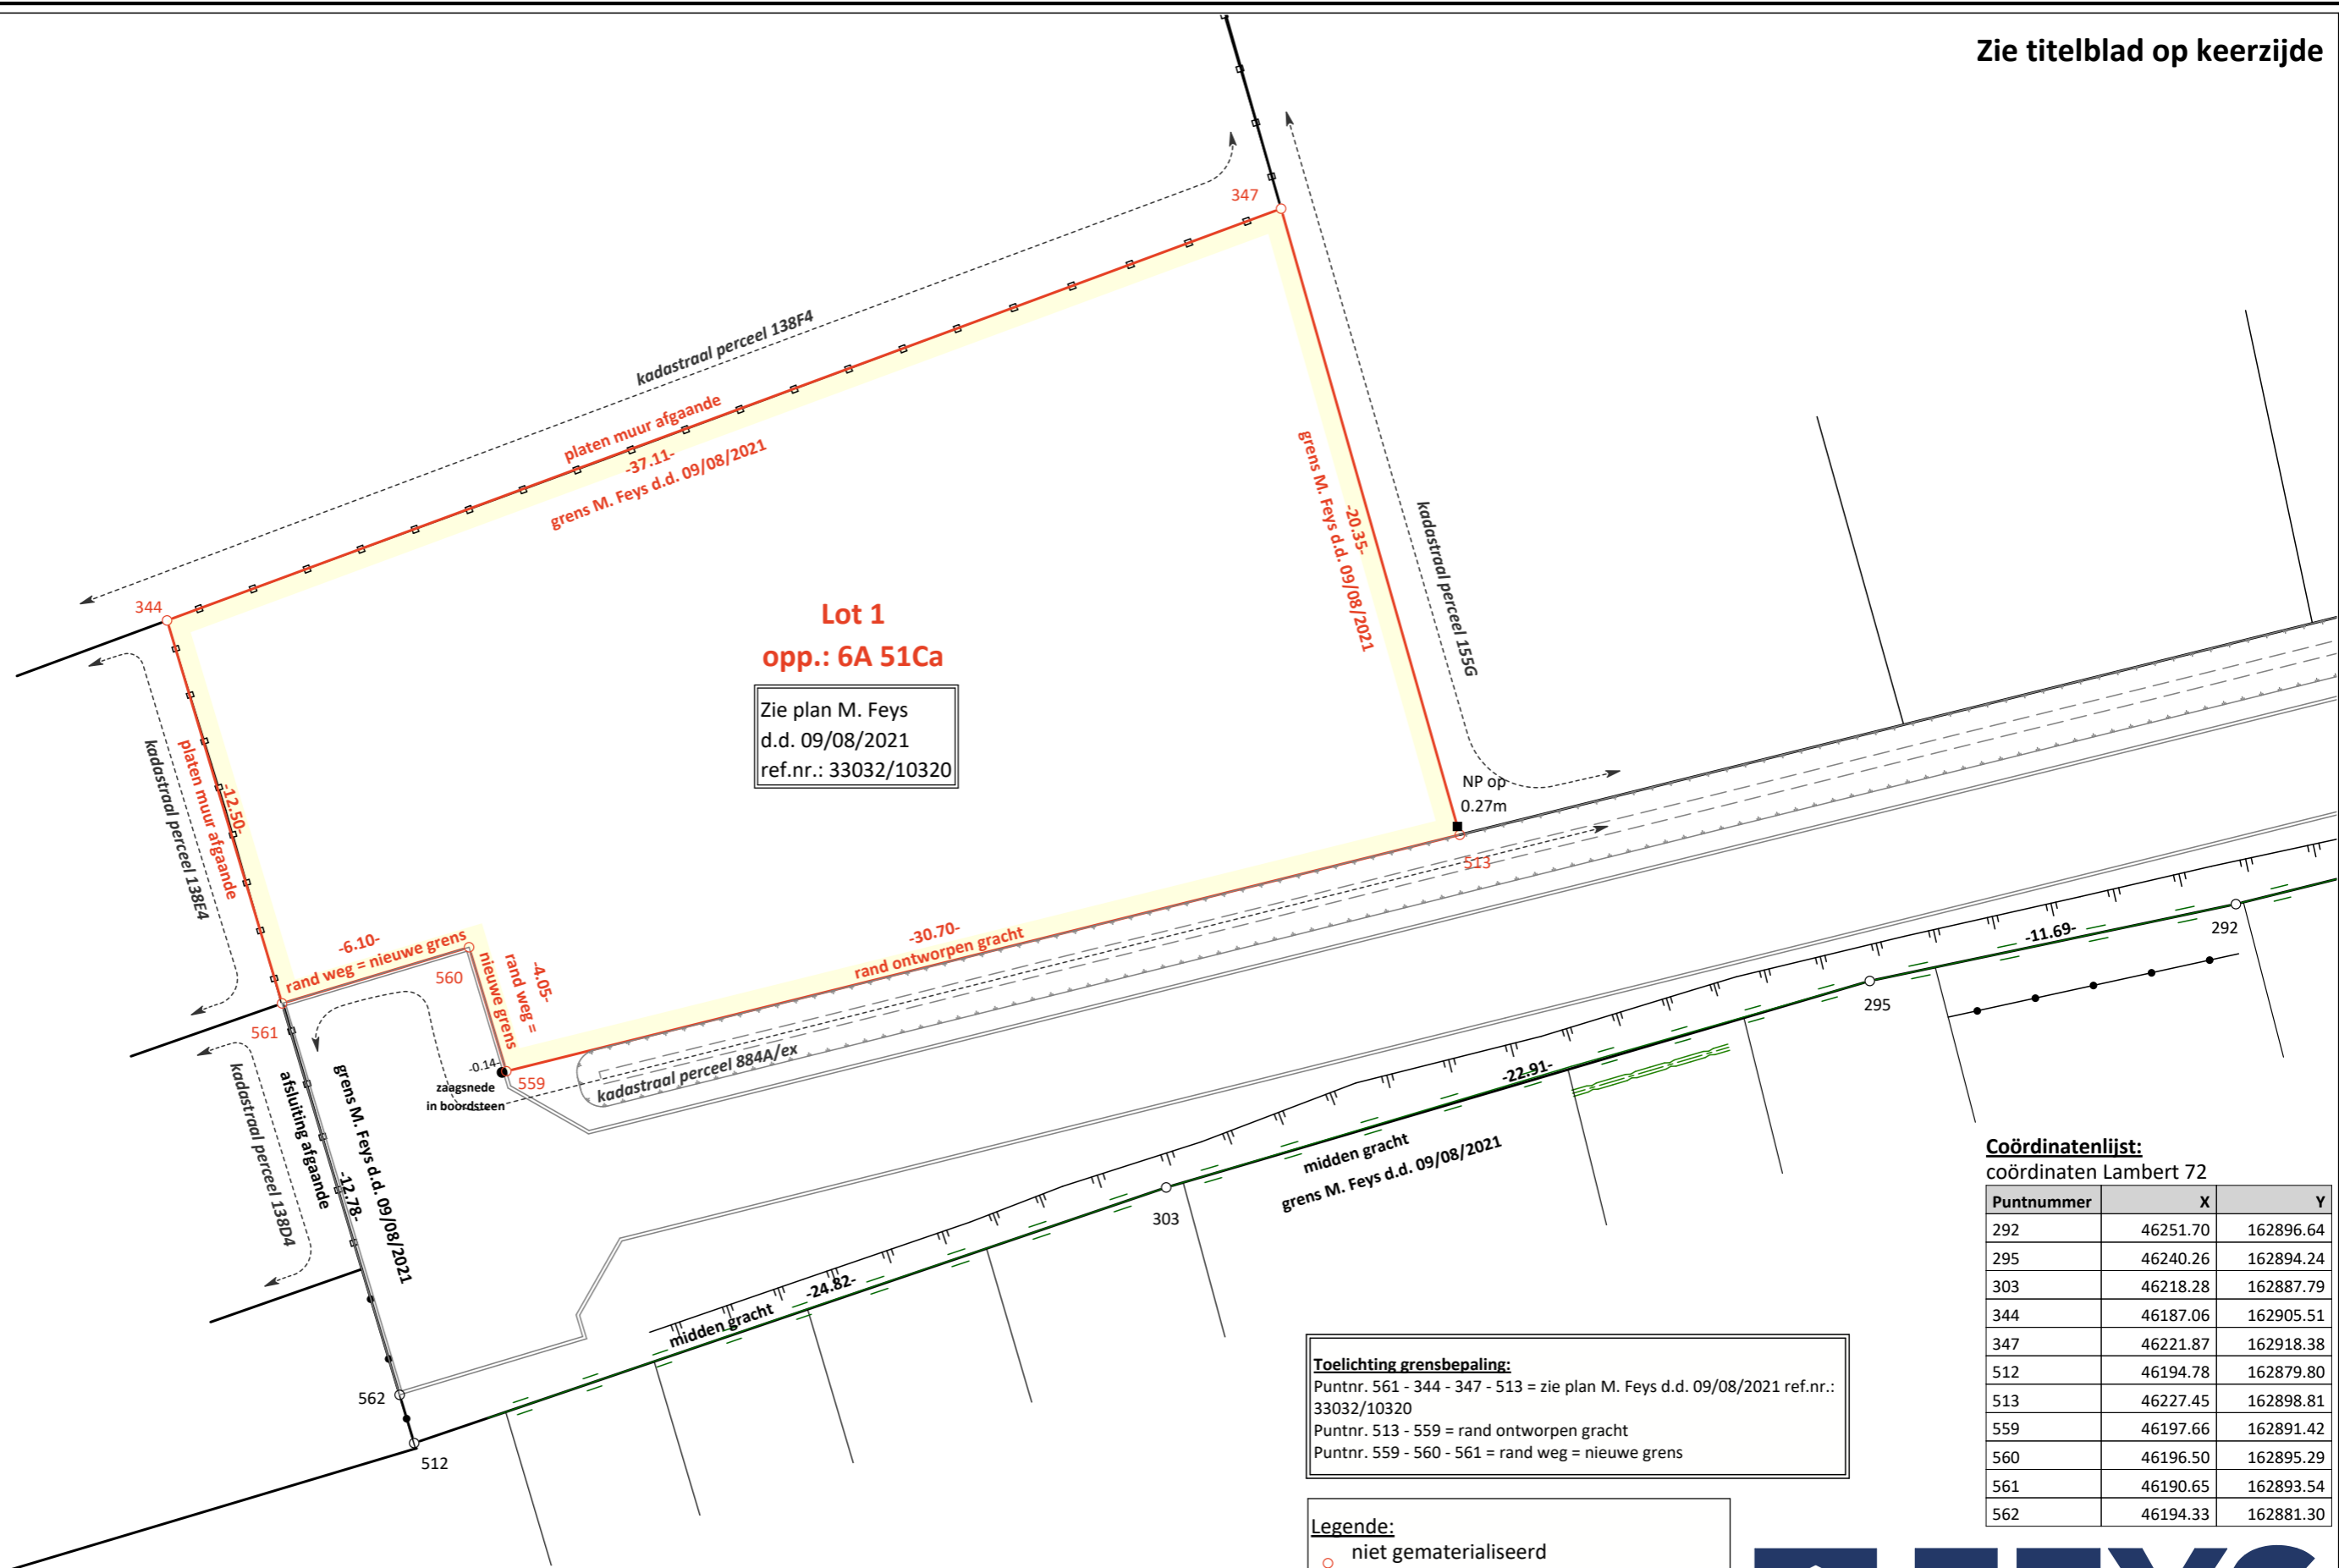 Zie titelblad op keerzijde
347
kadastraal perceel 138F4
platen muur afgaande
-37.11-
grens M. Feys d.d. 09/08/2021
grens M. Feys d.d. 09/08/2021
-20.35-
kadastraal perceel 155G
344
Lot 1
opp.: 6A 51Ca
Zie plan M. Feys
d.d. 09/08/2021
ref.nr.: 33032/10320
kadastraal perceel 138E4
platen muur afgaande
-12.50-
NP op
0.27m
513
-6.10-
rand weg = nieuwe grens
560
nieuwe grens
rand weg =
-4.05-
-30.70-
rand ontworpen gracht
561
-0.14-
zaagsnede
in boordsteen
559
kadastraal perceel 884A/ex
kadastraal perceel 138D4
afsluiting afgaande
-12.78-
grens M. Feys d.d. 09/08/2021
292
-11.69-
295
-22.91-
midden gracht
grens M. Feys d.d. 09/08/2021
303
-24.82-
midden gracht
562
512
Coördinatenlijst:
coördinaten Lambert 72
Puntnummer X Y
292 46251.70 162896.64
295 46240.26 162894.24
303 46218.28 162887.79
344 46187.06 162905.51
347 46221.87 162918.38
512 46194.78 162879.80
513 46227.45 162898.81
559 46197.66 162891.42
560 46196.50 162895.29
561 46190.65 162893.54
562 46194.33 162881.30
Toelichting grensbepaling:
Puntnr. 561 - 344 - 347 - 513 = zie plan M. Feys d.d. 09/08/2021 ref.nr.:
33032/10320
Puntnr. 513 - 559 = rand ontworpen gracht
Puntnr. 559 - 560 - 561 = rand weg = nieuwe grens
Legende:
niet gematerialiseerd
FEYS